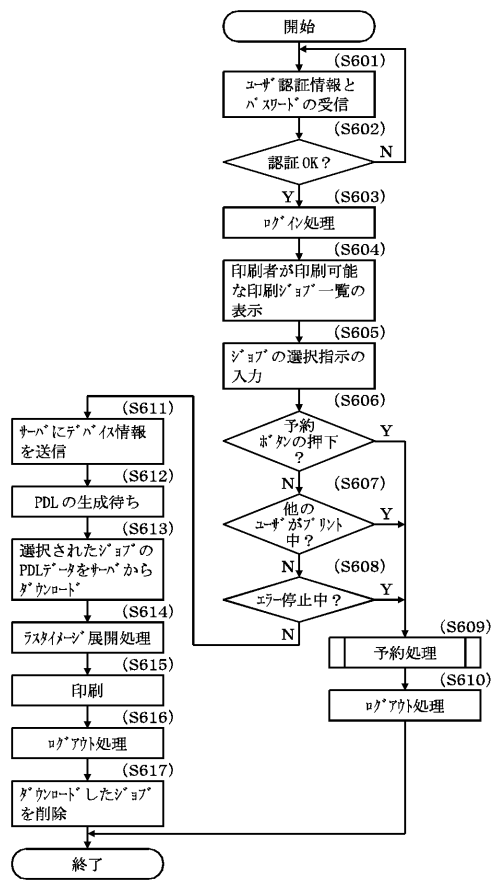 開始
(S601)
ﾕｰｻﾞ認証情報と
ﾊﾟｽﾜｰﾄﾞの受信
(S602)
認証OK？
N
Y
(S603)
ﾛｸﾞｲﾝ処理
(S604)
印刷者が印刷可能
な印刷ｼﾞｮﾌﾞ一覧の
表示
(S605)
ｼﾞｮﾌﾞの選択指示の
入力
(S606)
予約
ﾎﾞﾀﾝの押下
？
Y
N
(S607)
他の
ﾕｰｻﾞがﾌﾟﾘﾝﾄ
中？
Y
N
(S608)
ｴﾗｰ停止中？
Y
N
(S609)
予約処理
(S610)
ﾛｸﾞｱｳﾄ処理
(S611)
ｻｰﾊﾞにﾃﾞﾊﾞｲｽ情報
を送信
(S612)
PDLの生成待ち
(S613)
選択されたｼﾞｮﾌﾞの
PDLﾃﾞｰﾀをｻｰﾊﾞから
ﾀﾞｳﾝﾛｰﾄﾞ
(S614)
ﾗｽﾀｲﾒｰｼﾞ展開処理
(S615)
印刷
(S616)
ﾛｸﾞｱｳﾄ処理
(S617)
ﾀﾞｳﾝﾛｰﾄﾞしたｼﾞｮﾌﾞ
を削除
終了